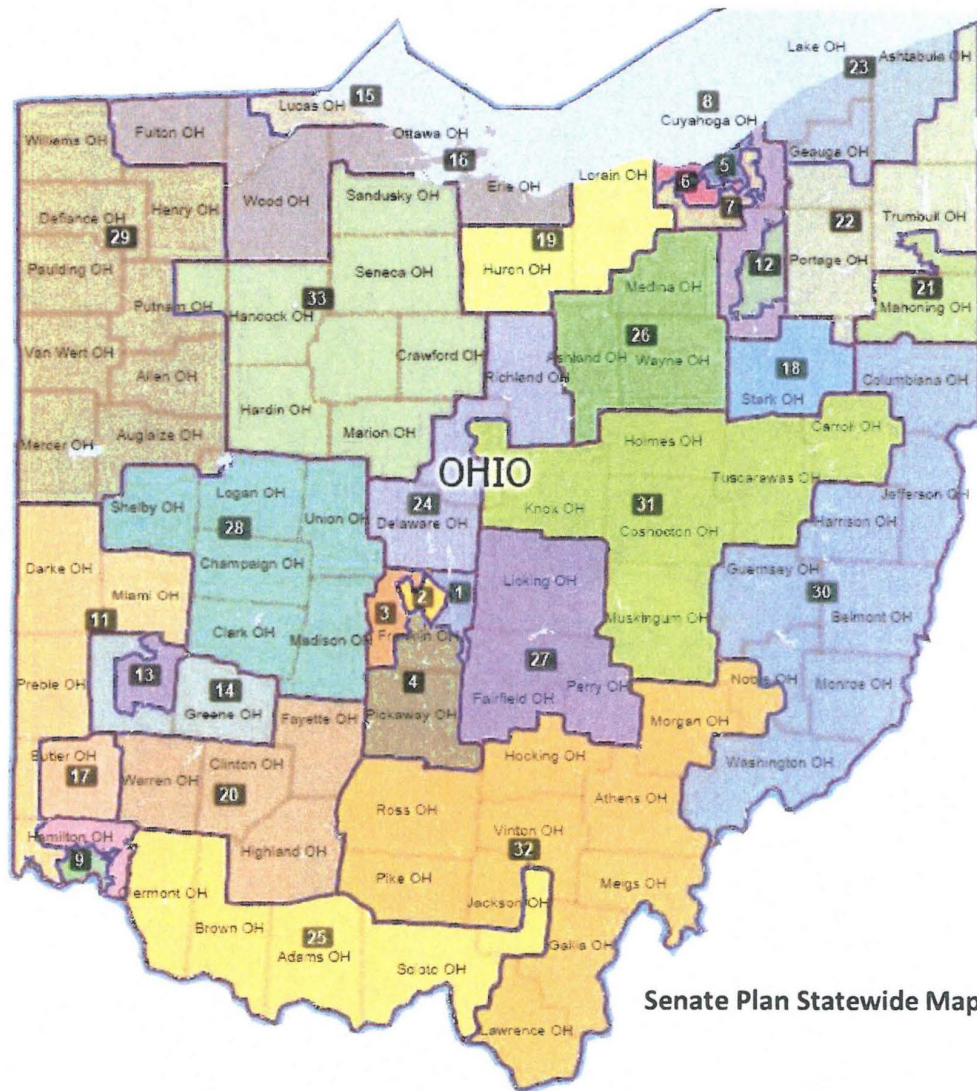 Lake OH
Ashtabula OH
23
15
Lucas OH
8
Cuyahoga OH
Williams OH
Fulton OH
Ottawa OH
16
Geauga OH
5
Lorain OH
6
Erie OH
Wood OH
Sandusky OH
7
Henry OH
Defiance OH
29
22
Trumbull OH
19
Huron OH
Seneca OH
12
Portage OH
Paulding OH
Medina OH
21
Mahoning OH
Putnam OH
33
Hancock OH
26
Van Wert OH
Crawford OH
Richland OH
Ashland OH
Wayne OH
18
Columbiana OH
Allen OH
Stark OH
Hardin OH
Marion OH
Carroll OH
Mercer OH
Auglaize OH
Holmes OH
OHIO
Tuscarawas OH
Logan OH
Jefferson OH
Shelby OH
24
Knox OH
31
Union OH
28
Delaware OH
Harrison OH
Coshocton OH
Darke OH
Champaign OH
Guernsey OH
Licking OH
30
Miami OH
2
1
3
Belmont OH
11
Muskingum OH
Clark OH
Madison OH
Franklin OH
27
13
4
Preble OH
Noble OH
Monroe OH
14
Perry OH
Greene OH
Pickaway OH
Fairfield OH
Fayette OH
Morgan OH
Butler OH
Hocking OH
Clinton OH
Washington OH
17
Warren OH
20
Athens OH
Ross OH
Vinton OH
Hamilton OH
32
9
Highland OH
Pike OH
Meigs OH
Clermont OH
Jackson OH
Brown OH
25
Gallia OH
Adams OH
Scioto OH
Senate Plan Statewide Map
Lawrence OH